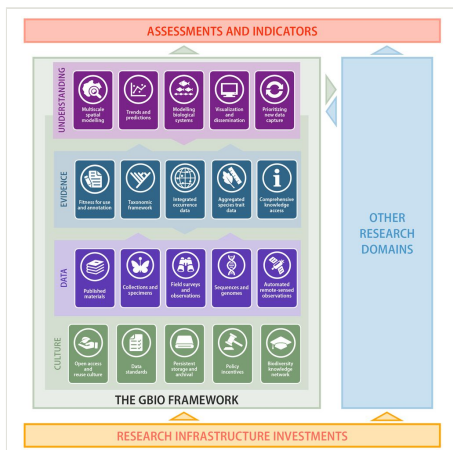 ASSESSMENTS AND INDICATORS
UNDERSTANDING
Multiscale
spatial
modelling
Trends and
predictions
Modelling
biological
systems
Visualization
and
dissemination
Prioritizing
new data
capture
EVIDENCE
Fitness for use
and annotation
Taxonomic
framework
Integrated
occurrence
data
Aggregated
species trait
data
Comprehensive
knowledge
access
DATA
Published
materials
Collections and
specimens
Field surveys
and
observations
Sequences and
genomes
Automated
remote-sensed
observations
CULTURE
Open access
and
reuse culture
Data
standards
Persistent
storage and
archival
Policy
incentives
Biodiversity
knowledge
network
THE GBIO FRAMEWORK
OTHER
RESEARCH
DOMAINS
RESEARCH INFRASTRUCTURE INVESTMENTS